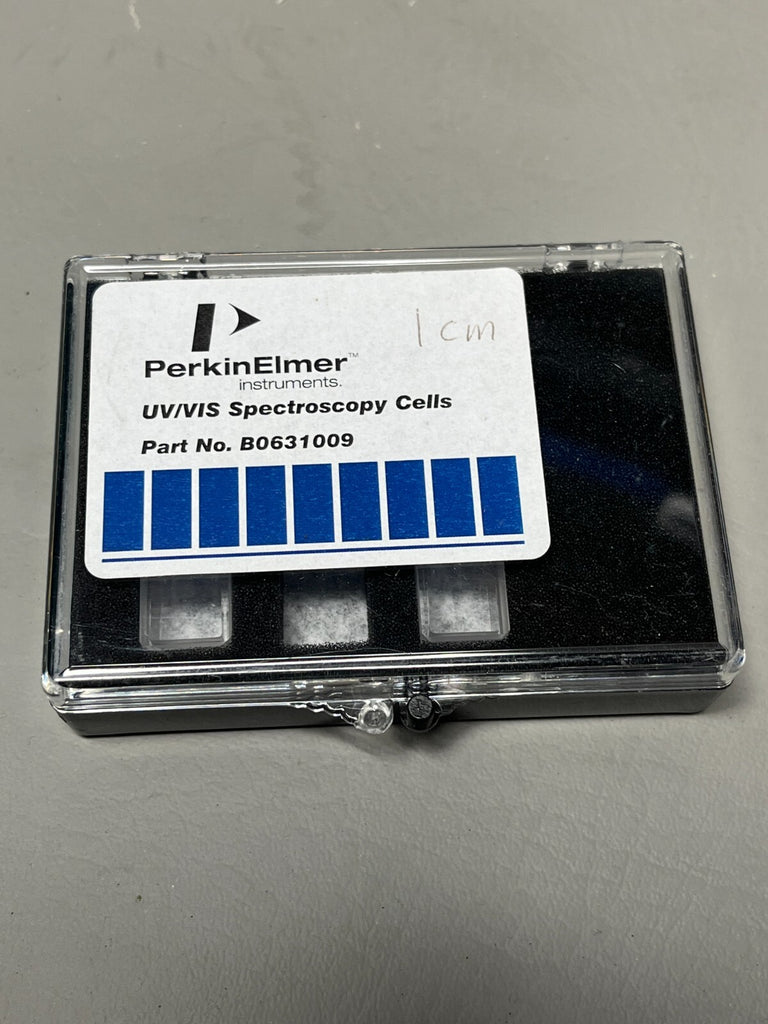 1 cm
PerkinElmer™
instruments.
UV/VIS Spectroscopy Cells
Part No. B0631009